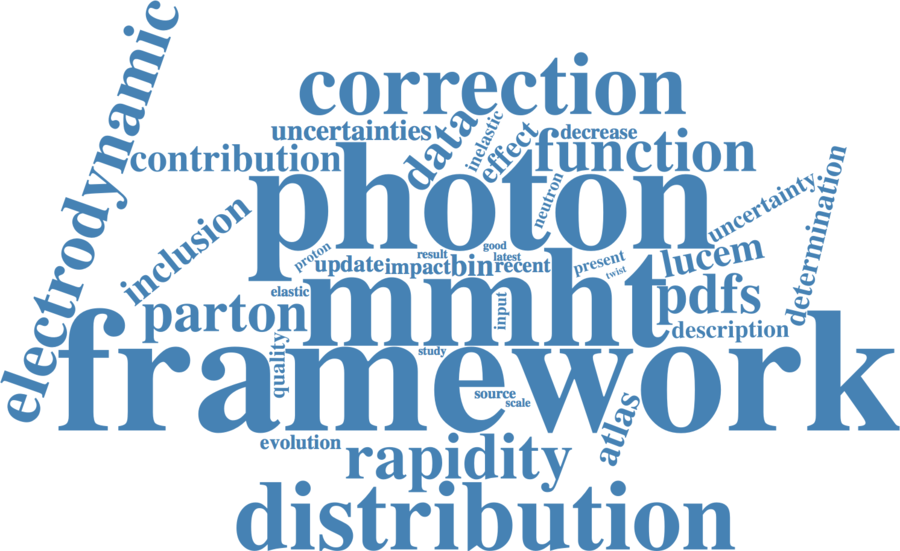 electrodynamic
correction
uncertainties
data
inelastic
effect
decrease
function
contribution
photon
neutron
determination
uncertainty
inclusion
proton
result
good
latest
update
impact
bin
recent
present
twist
lucem
elastic
parton
mmht
input
pdfs
description
framework
quality
study
source
scale
atlas
evolution
rapidity
distribution